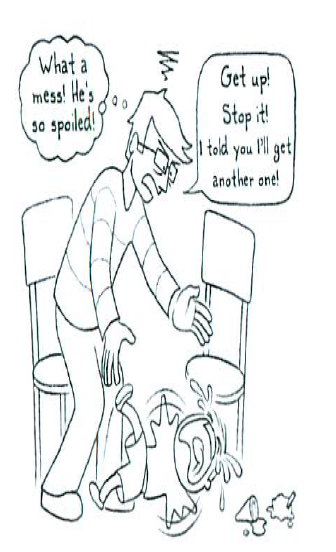 What a
mess! He's
so spoiled!
Get up!
Stop it!
I told you I'll get
another one!